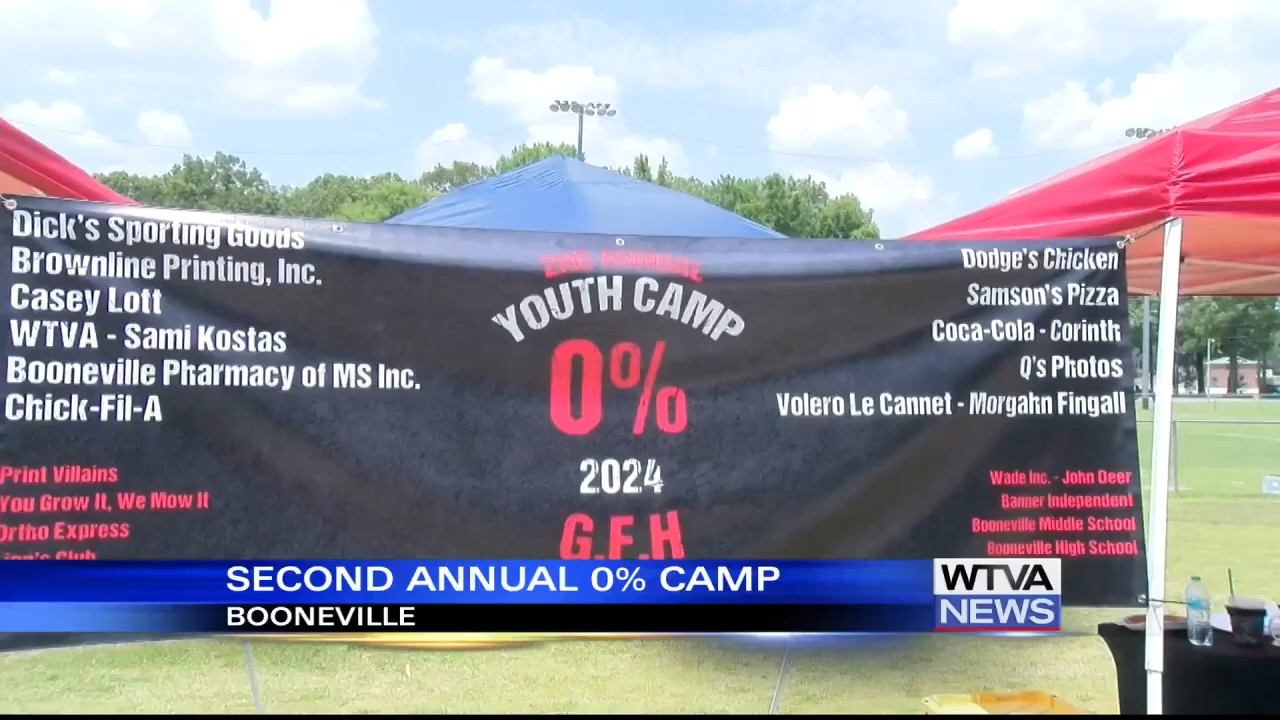 Dick's Sporting Goods
Brownline Printing, Inc.
Casey Lott
WTVA - Sami Kostas
Booneville Pharmacy of MS Inc.
Chick-Fil-A
Print Villains
You Grow It, We Mow It
Ortho Express
Club
2ND ANNUAL
YOUTH CAMP
0%
2024
G.F.H
Dodge's Chicken
Samson's Pizza
Coca-Cola - Corinth
Q's Photos
Volero Le Cannet - Morgahn Fingall
Wade Inc. - John Deer
Banner Independent
Booneville Middle School
Booneville High School
SECOND ANNUAL 0% CAMP
BOONEVILLE
WTVA
NEWS